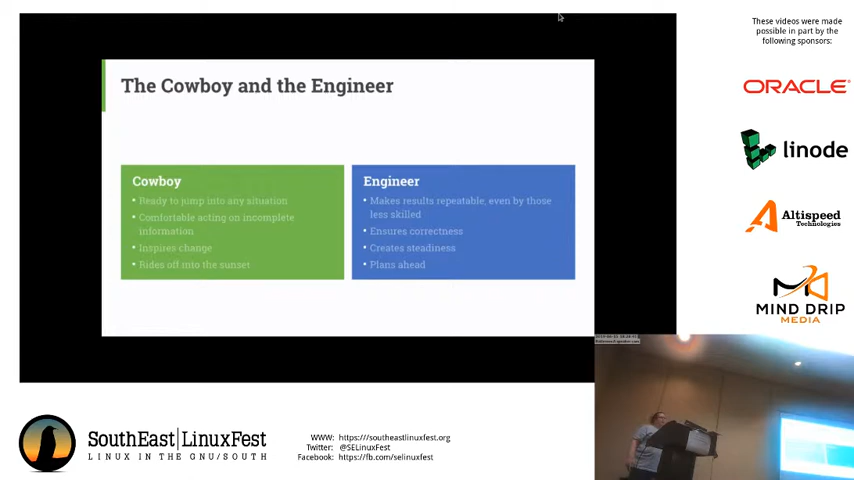 The Cowboy and the Engineer
Cowboy
• Ready to jump into any situation
• Comfortable acting on incomplete
information
• Inspires change
• Rides off into the sunset
Engineer
• Makes results repeatable, even by those
less skilled
• Ensures correctness
• Creates steadiness
• Plans ahead
These videos were made
possible in part by the
following sponsors:
ORACLE
linode
Altispeed
Technologies
MIND DRIP
MEDIA
SouthEast|LinuxFest
LINUX IN THE GNU/SOUTH
WWW: https://southeastlinuxfest.org
Twitter: @SELinuxFest
Facebook: https://fb.com/selinuxfest